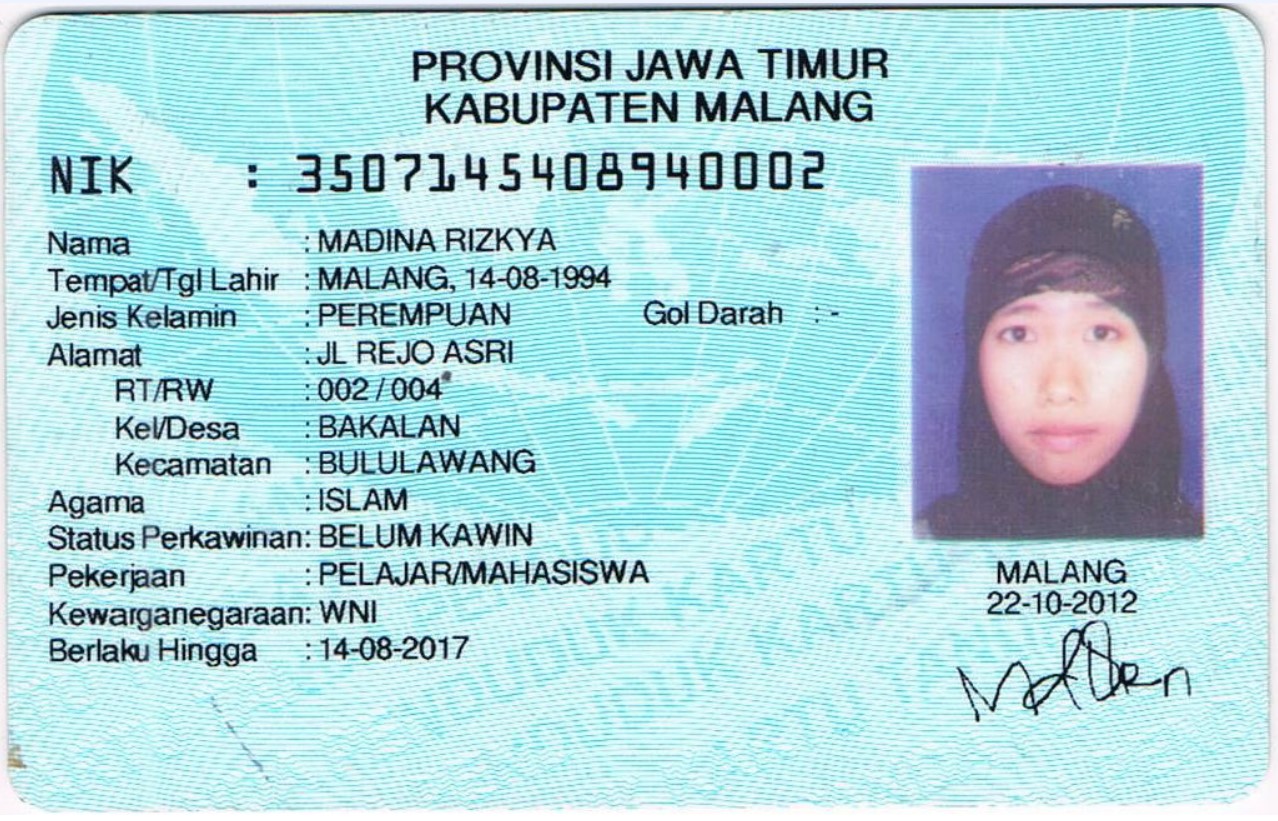 PROVINSI JAWA TIMUR
KABUPATEN MALANG
NIK : 3507145408940002
Nama : MADINA RIZKYA
Tempat/Tgl Lahir : MALANG, 14-08-1994
Jenis Kelamin : PEREMPUAN Gol Darah : -
Alamat : JL REJO ASRI
RT/RW : 002 / 004
Kel/Desa : BAKALAN
Kecamatan : BULULAWANG
Agama : ISLAM
Status Perkawinan: BELUM KAWIN
Pekerjaan : PELAJAR/MAHASISWA
Kewarganegaraan: WNI
Berlaku Hingga : 14-08-2017
MALANG
22-10-2012